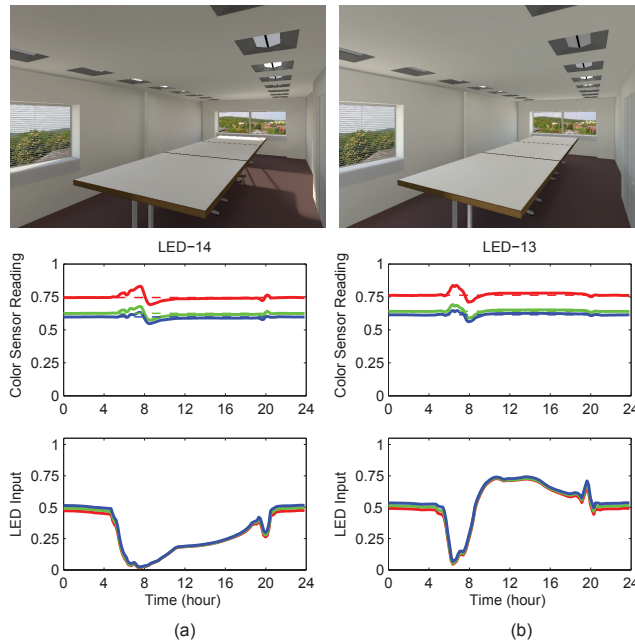 LED−14
LED−13
Color Sensor Reading
1
0.75
0.5
0.25
0
0 4 8 12 16 20 24
Color Sensor Reading
1
0.75
0.5
0.25
0
0 4 8 12 16 20 24
LED Input
1
0.75
0.5
0.25
0
0 4 8 12 16 20 24
Time (hour)
LED Input
1
0.75
0.5
0.25
0
0 4 8 12 16 20 24
Time (hour)
(a)
(b)